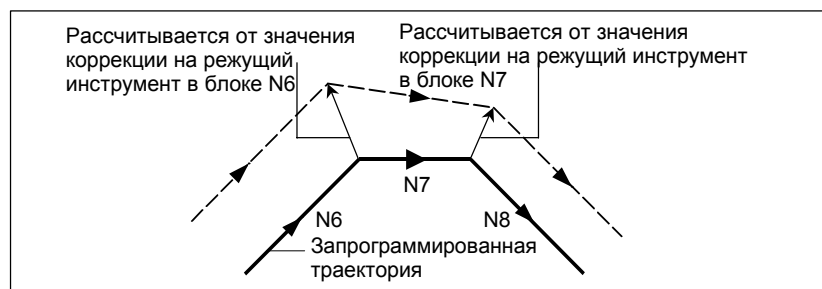 Рассчитывается от значения
коррекции на режущий
инструмент в блоке N6
Рассчитывается от значения
коррекции на режущий инструмент
в блоке N7
N7
N6
N8
Запрограммированная
траектория